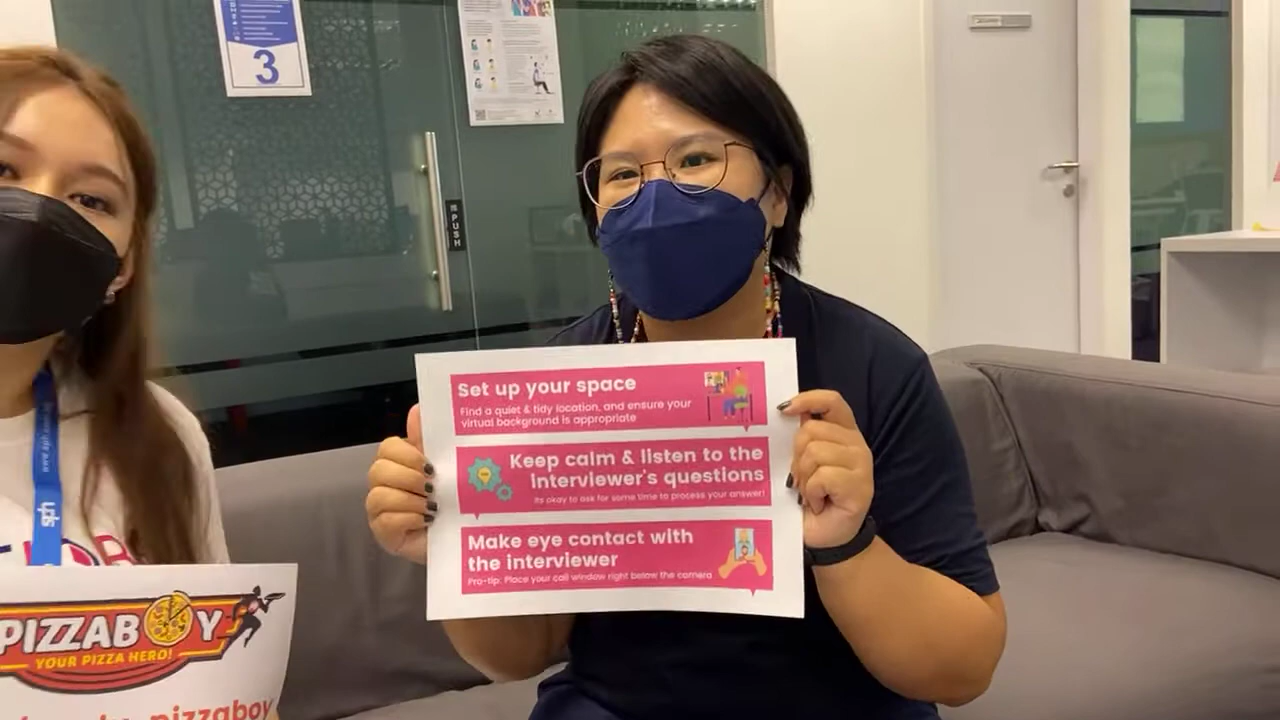 3
PUSH
Set up your space
Find a quiet & tidy location, and ensure your
virtual background is appropriate
Keep calm & listen to the
interviewer's questions
Its okay to ask for some time to process your answer!
Make eye contact with
the interviewer
Pro-tip: Place your call window right below the camera
sph
PIZZABOY
YOUR PIZZA HERO!
pizzaboy